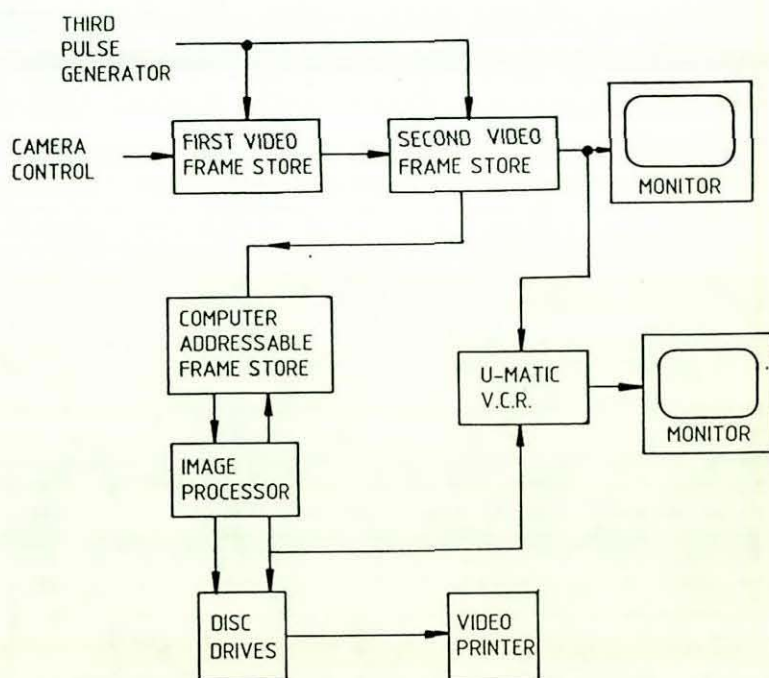 THIRD
PULSE
GENERATOR
CAMERA
CONTROL
FIRST VIDEO
FRAME STORE
SECOND VIDEO
FRAME STORE
MONITOR
COMPUTER
ADDRESSABLE
FRAME STORE
U-MATIC
V.C.R.
MONITOR
IMAGE
PROCESSOR
DISC
DRIVES
VIDEO
PRINTER